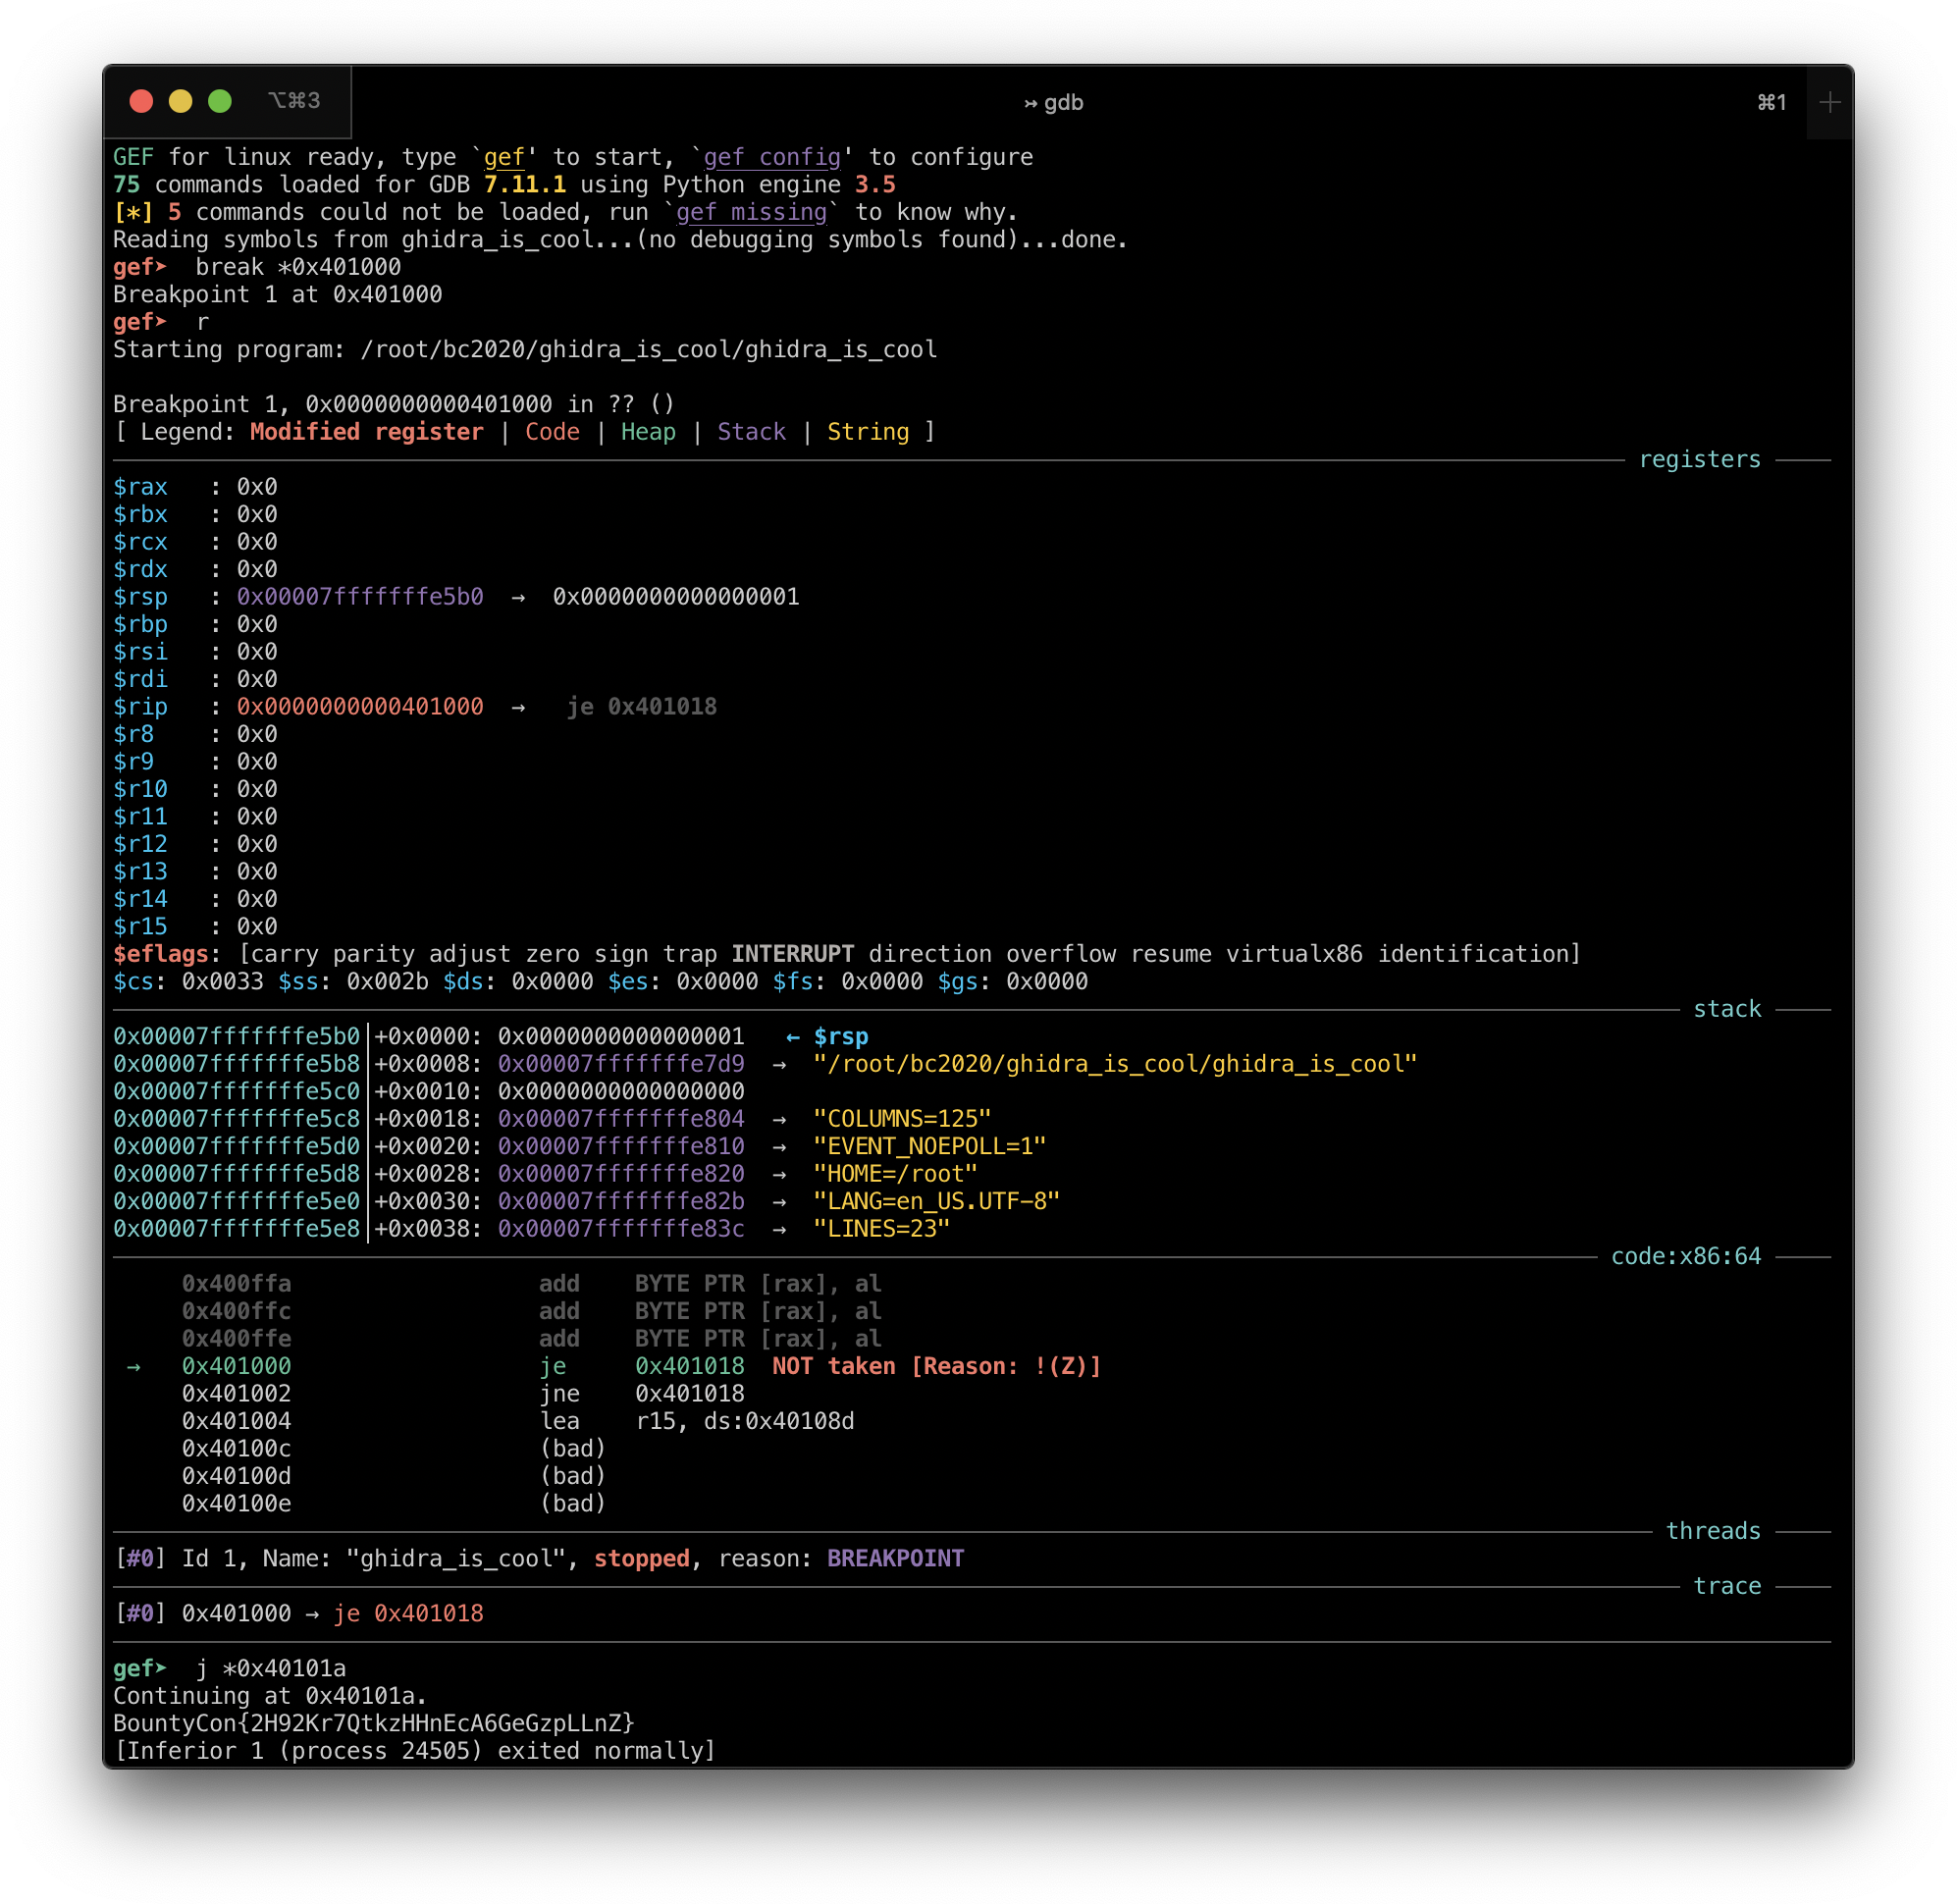 ⌥⌘3 ↣ gdb ⌘1 +
GEF for linux ready, type `gef' to start, `gef config' to configure
75 commands loaded for GDB 7.11.1 using Python engine 3.5
[*] 5 commands could not be loaded, run `gef missing` to know why.
Reading symbols from ghidra_is_cool...(no debugging symbols found)...done.
gef➤  break *0x401000
Breakpoint 1 at 0x401000
gef➤  r
Starting program: /root/bc2020/ghidra_is_cool/ghidra_is_cool
Breakpoint 1, 0x0000000000401000 in ?? ()
[ Legend: Modified register | Code | Heap | Stack | String ]
registers
$rax   : 0x0
$rbx   : 0x0
$rcx   : 0x0
$rdx   : 0x0
$rsp   : 0x00007fffffffe5b0  →  0x0000000000000001
$rbp   : 0x0
$rsi   : 0x0
$rdi   : 0x0
$rip   : 0x0000000000401000  →   je 0x401018
$r8    : 0x0
$r9    : 0x0
$r10   : 0x0
$r11   : 0x0
$r12   : 0x0
$r13   : 0x0
$r14   : 0x0
$r15   : 0x0
$eflags: [carry parity adjust zero sign trap INTERRUPT direction overflow resume virtualx86 identification]
$cs: 0x0033 $ss: 0x002b $ds: 0x0000 $es: 0x0000 $fs: 0x0000 $gs: 0x0000
stack
0x00007fffffffe5b0│+0x0000: 0x0000000000000001   ← $rsp
0x00007fffffffe5b8│+0x0008: 0x00007fffffffe7d9  →  "/root/bc2020/ghidra_is_cool/ghidra_is_cool"
0x00007fffffffe5c0│+0x0010: 0x0000000000000000
0x00007fffffffe5c8│+0x0018: 0x00007fffffffe804  →  "COLUMNS=125"
0x00007fffffffe5d0│+0x0020: 0x00007fffffffe810  →  "EVENT_NOEPOLL=1"
0x00007fffffffe5d8│+0x0028: 0x00007fffffffe820  →  "HOME=/root"
0x00007fffffffe5e0│+0x0030: 0x00007fffffffe82b  →  "LANG=en_US.UTF-8"
0x00007fffffffe5e8│+0x0038: 0x00007fffffffe83c  →  "LINES=23"
code:x86:64
0x400ffa                  add    BYTE PTR [rax], al
0x400ffc                  add    BYTE PTR [rax], al
0x400ffe                  add    BYTE PTR [rax], al
→   0x401000                  je     0x401018  NOT taken [Reason: !(Z)]
0x401002                  jne    0x401018
0x401004                  lea    r15, ds:0x40108d
0x40100c                  (bad)
0x40100d                  (bad)
0x40100e                  (bad)
threads
[#0] Id 1, Name: "ghidra_is_cool", stopped, reason: BREAKPOINT
trace
[#0] 0x401000 → je 0x401018
gef➤  j *0x40101a
Continuing at 0x40101a.
BountyCon{2H92Kr7QtkzHHnEcA6GeGzpLLnZ}
[Inferior 1 (process 24505) exited normally]